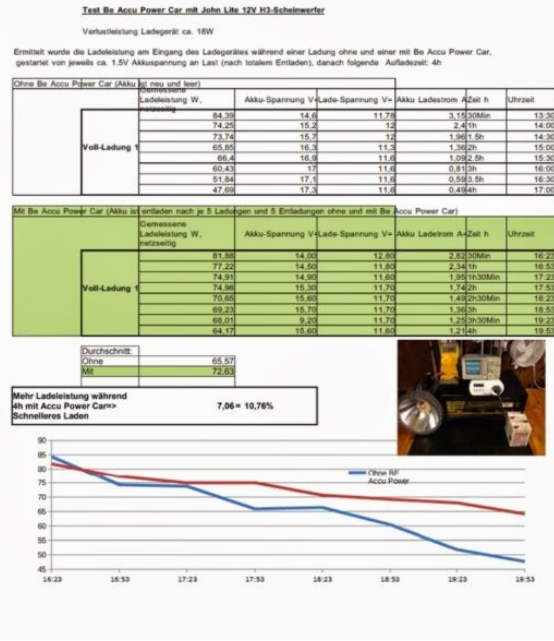 Test Be Accu Power Car mit John Lite 12V H3-Scheinwerfer
Verlustleistung Ladegerät ca. 18W
Ermittelt wurde die Ladeleistung am Eingang des Ladegerätes während einer Ladung ohne und einer mit Be Accu Power Car,
gestartet von jeweils ca. 1.5V Akkuspannung an Last (nach totalem Entladen), danach folgende Aufladezeit: 4h
Ohne Be Accu Power Car (Akku ist neu und leer)
Gemessene
Ladeleistung W,
netzseitig
Akku-Spannung V= Lade-Spannung V= Akku Ladestrom A Zeit h Uhrzeit
84,39 14,6 11,78 3,15 30Min 13:30
74,25 15,2 12 2,4 1h 14:00
73,74 15,7 12 1,96 1.5h 14:30
Voll-Ladung 1 65,85 16,3 11,3 1,36 2h 15:00
66,4 16,9 11,6 1,09 2.5h 15:30
60,43 17 11,6 0,81 3h 16:00
51,84 17,1 11,6 0,59 3.5h 16:30
47,69 17,3 11,6 0,49 4h 17:00
Mit Be Accu Power Car (Akku ist entladen nach je 5 Ladungen und 5 Entladungen ohne und mit Be Accu Power Car)
Gemessene
Ladeleistung W,
netzseitig
Akku-Spannung V= Lade-Spannung V= Akku Ladetrom A Zeit h Uhrzeit
81,88 14,00 12,80 2,82 30Min 16:23
77,22 14,50 11,80 2,34 1h 16:53
74,91 14,90 11,60 1,95 1h30Min 17:23
Voll-Ladung 1 74,98 15,30 11,70 1,74 2h 17:53
70,65 15,60 11,70 1,49 2h30Min 18:23
69,23 15,70 11,70 1,36 3h 18:53
68,01 9,20 11,70 1,25 3h30Min 19:23
64,17 15,60 11,60 1,21 4h 19:53
Durchschnitt:
Ohne 65,57
Mit 72,63
Mehr Ladeleistung während
4h mit Accu Power Car=> 7,06 = 10,76%
Schnelleres Laden
90
85
80
75
70
65
60
55
50
45
Ohne BE
Accu Power
16:23 16:53 17:23 17:53 18:23 18:53 19:23 19:53